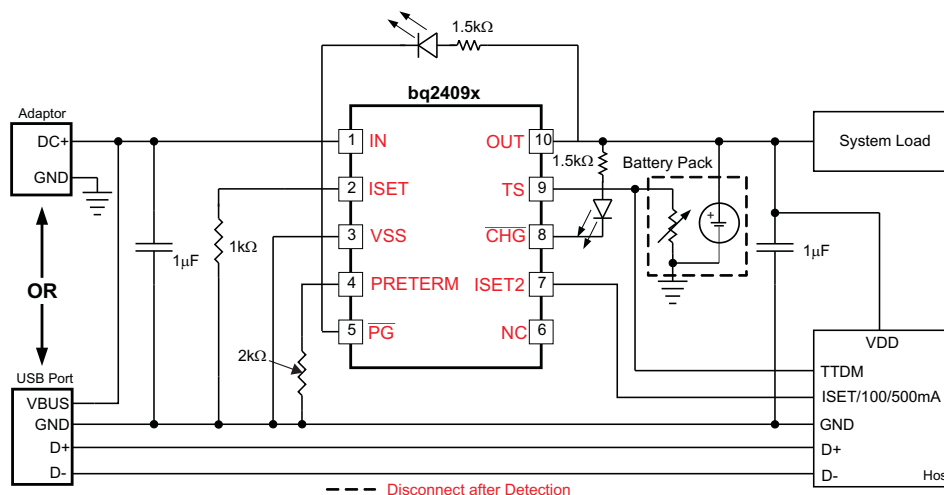 1.5kΩ
bq2409x
Adaptor
DC+
GND
1 IN
OUT 10
System Load
1.5kΩ
Battery Pack
2 ISET
TS 9
+
1kΩ
3 VSS
CHG 8
1μF
1μF
4 PRETERM
ISET2 7
OR
5 PG
NC 6
2kΩ
VDD
USB Port
TTDM
VBUS
ISET/100/500mA
GND
GND
D+
D+
D-
D-
Hos
Disconnect after Detection